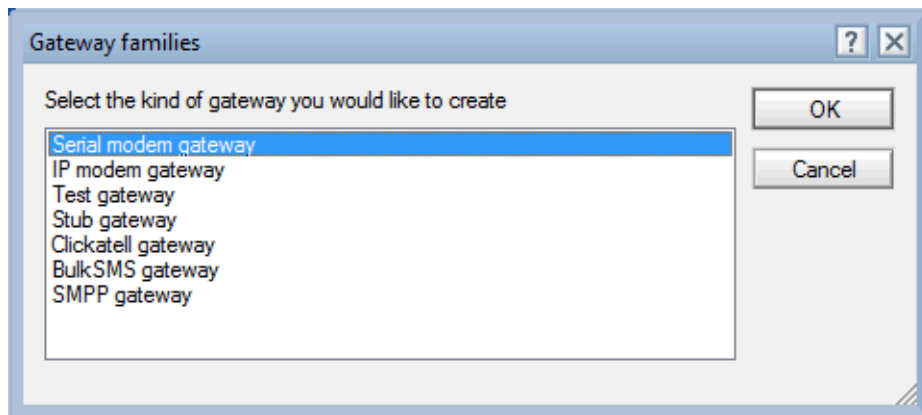 Gateway families
?
Select the kind of gateway you would like to create
OK
Serial modem gateway
IP modem gateway
Cancel
Test gateway
Stub gateway
Clickatell gateway
BulkSMS gateway
SMPP gateway